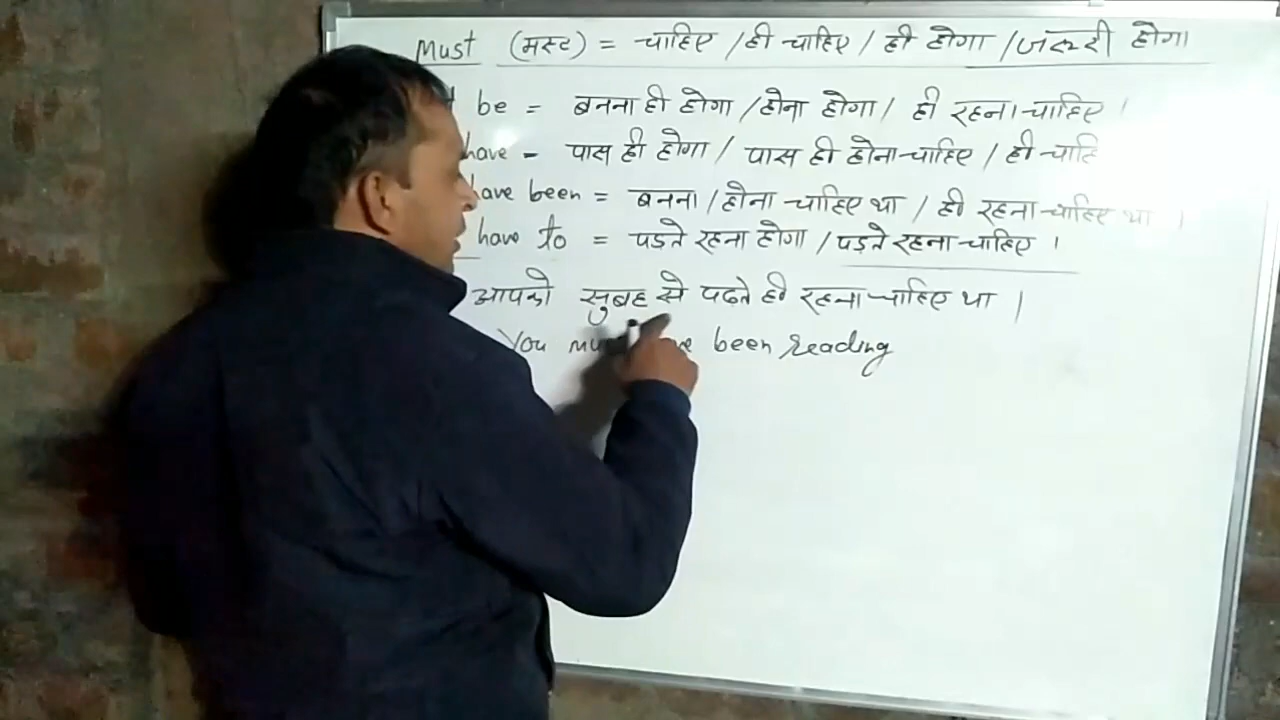 Must (मस्ट) = चाहिए / ही चाहिए / ही होगा / जरूरी होगा
be = बनना ही होगा / होना होगा / ही रहना चाहिए ।
have - पास ही होगा / पास ही होना चाहिए / ही चाहि
have been = बनना / होना चाहिए था / ही रहना चाहिए था ।
have to = पड़ते रहना होगा / पड़ते रहना चाहिए ।
आपको सुबह से पढ़ते ही रहना चाहिए था ।
You been reading